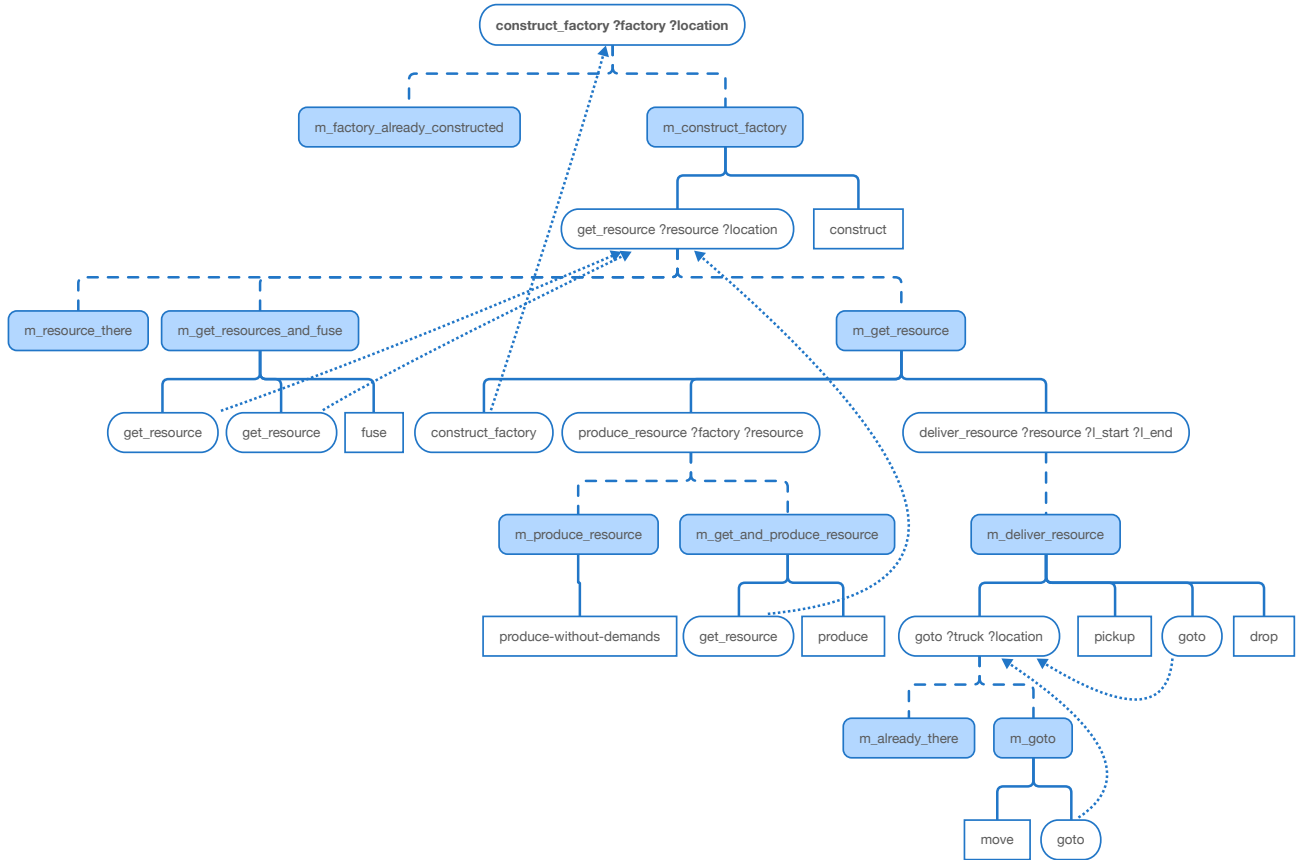 construct_factory ?factory ?location
m_factory_already_constructed
m_construct_factory
get_resource ?resource ?location
construct
m_resource_there
m_get_resources_and_fuse
m_get_resource
get_resource
get_resource
fuse
construct_factory
produce_resource ?factory ?resource
deliver_resource ?resource ?l_start ?l_end
m_produce_resource
m_get_and_produce_resource
m_deliver_resource
produce-without-demands
get_resource
produce
goto ?truck ?location
pickup
goto
drop
m_already_there
m_goto
move
goto